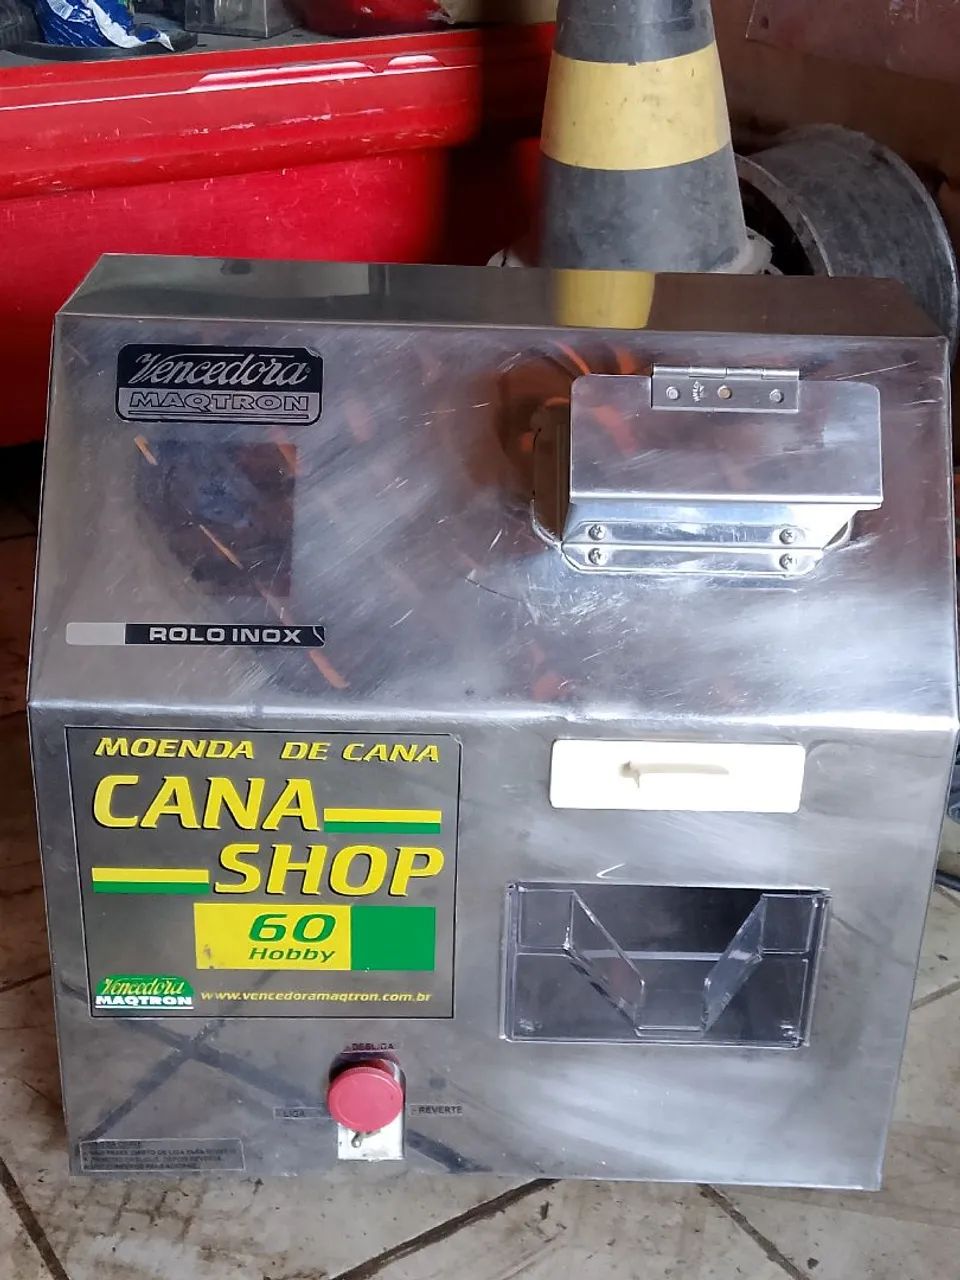 Vencedora
MAQTRON
ROLO INOX
MOENDA DE CANA
CANA
SHOP
60
Hobby
Vencedora
MAQTRON
www.vencedoramaqtron.com.br
DESLIGA
LIGA
REVERTE